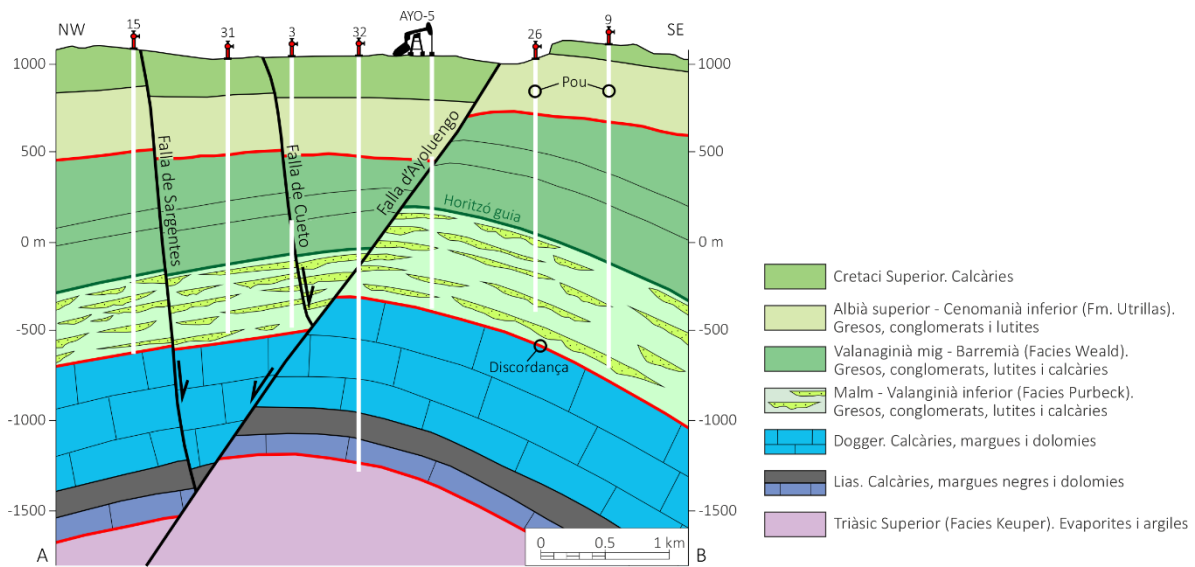 NW
15
31
3
32
AYO-5
26
9
SE
1000
500
0 m
-500
-1000
-1500
1000
500
0 m
-500
-1000
-1500
Pou
Falla de Sargentes
Falla de Cueto
Falla d'Ayoluengo
Horitzó guia
Discordança
A
B
0 0.5 1 km
Cretaci Superior. Calcàries
Albià superior - Cenomanià inferior (Fm. Utrillas).
Gresos, conglomerats i lutites
Valanaginià mig - Barremià (Facies Weald).
Gresos, conglomerats, lutites i calcàries
Malm - Valanginià inferior (Facies Purbeck).
Gresos, conglomerats, lutites i calcàries
Dogger. Calcàries, margues i dolomies
Lias. Calcàries, margues negres i dolomies
Triàsic Superior (Facies Keuper). Evaporites i argiles